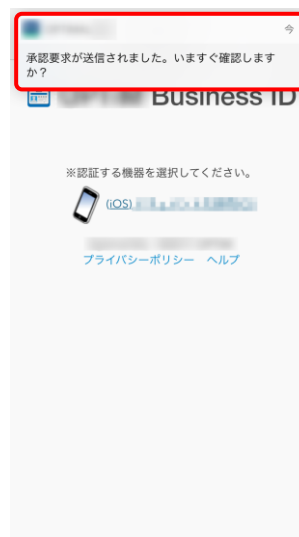 今
承認要求が送信されました。いますぐ確認します
か？
Business ID
※認証する機器を選択してください。
(iOS)
プライバシーポリシー ヘルプ